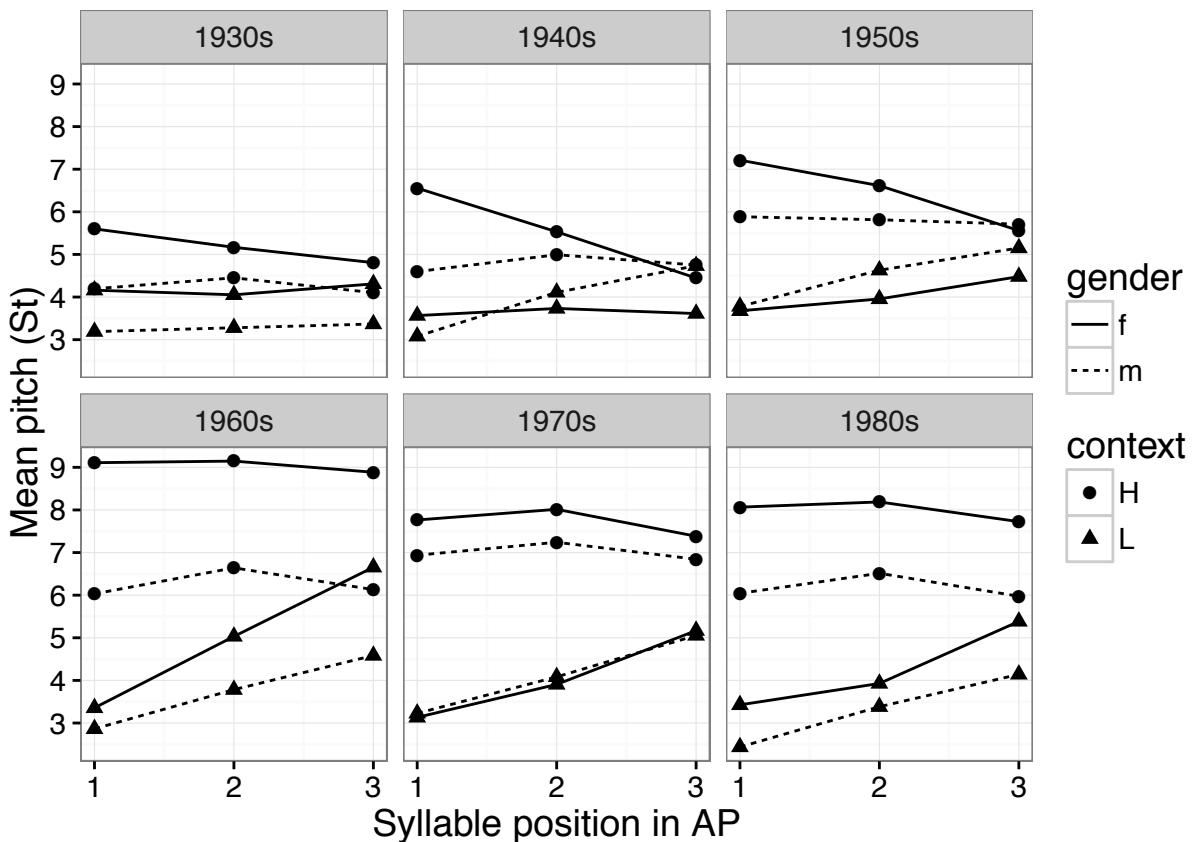 1930s 1940s 1950s
9
8
7
6
5
4
3
1960s 1970s 1980s
9
8
7
6
5
4
3
1 2 3 1 2 3 1 2 3
Syllable position in AP
Mean pitch (St)
gender
f
m
context
H
L